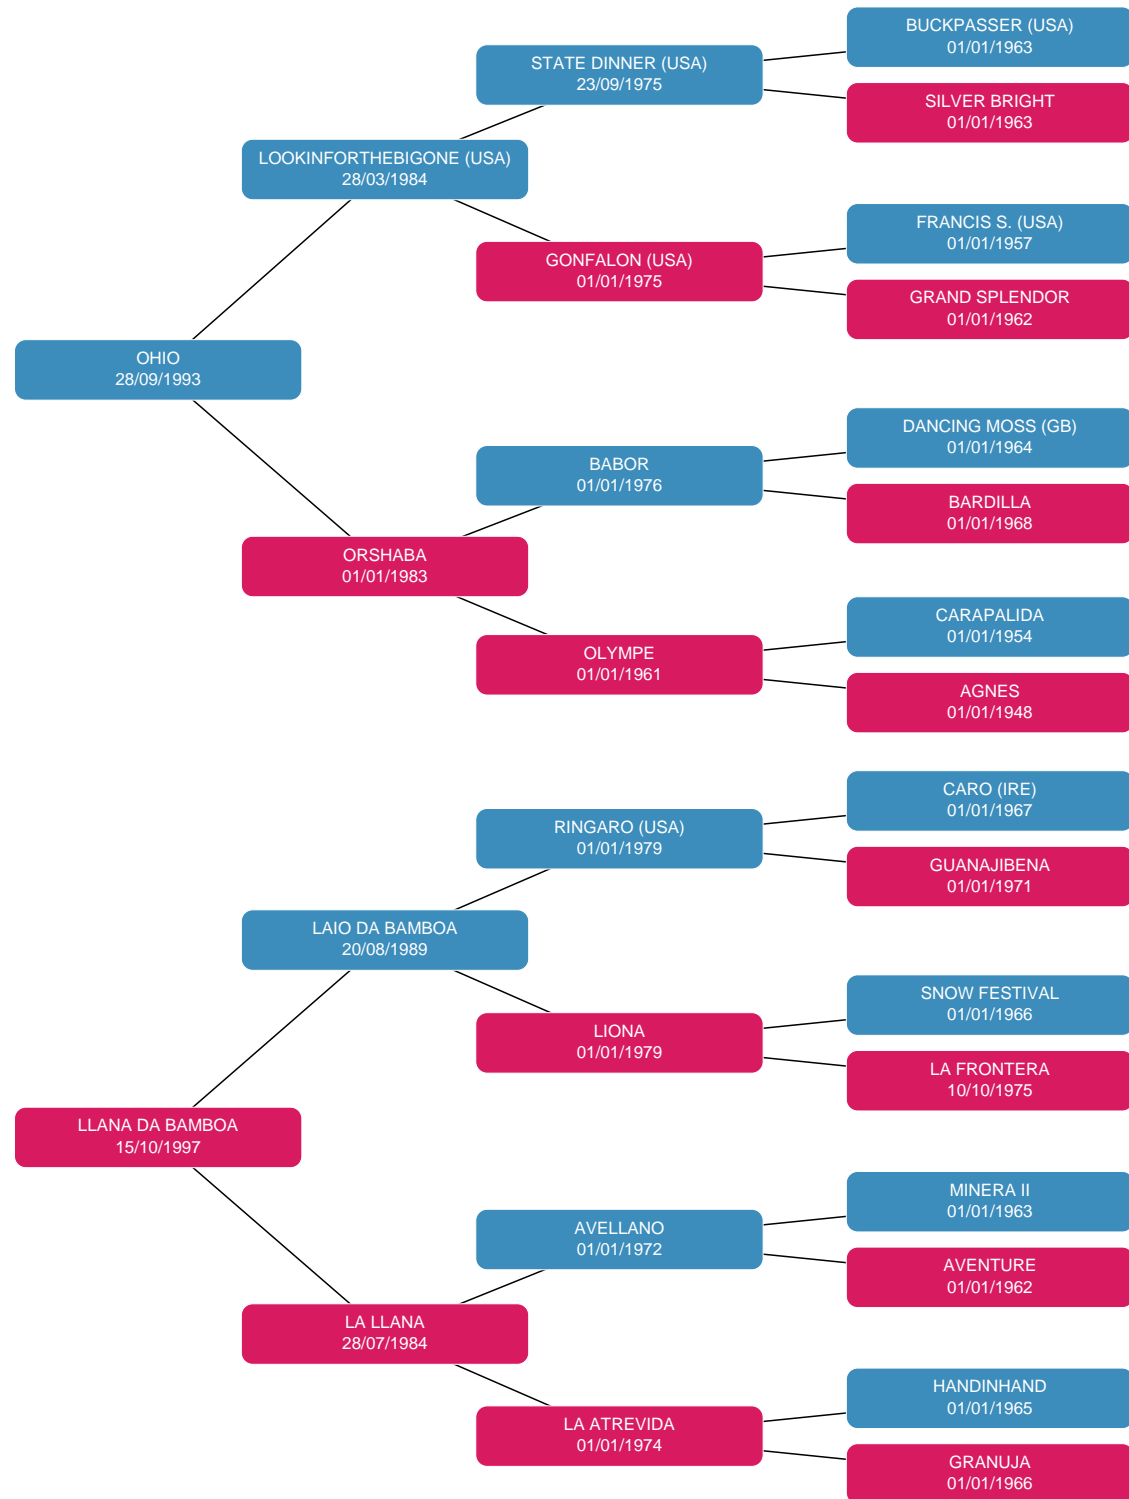 BUCKPASSER (USA)
01/01/1963
STATE DINNER (USA)
23/09/1975
SILVER BRIGHT
01/01/1963
LOOKINFORTHEBIGONE (USA)
28/03/1984
FRANCIS S. (USA)
01/01/1957
GONFALON (USA)
01/01/1975
GRAND SPLENDOR
01/01/1962
OHIO
28/09/1993
DANCING MOSS (GB)
01/01/1964
BABOR
01/01/1976
BARDILLA
01/01/1968
ORSHABA
01/01/1983
CARAPALIDA
01/01/1954
OLYMPE
01/01/1961
AGNES
01/01/1948
CARO (IRE)
01/01/1967
RINGARO (USA)
01/01/1979
GUANAJIBENA
01/01/1971
LAIO DA BAMBOA
20/08/1989
SNOW FESTIVAL
01/01/1966
LIONA
01/01/1979
LA FRONTERA
10/10/1975
LLANA DA BAMBOA
15/10/1997
MINERA II
01/01/1963
AVELLANO
01/01/1972
AVENTURE
01/01/1962
LA LLANA
28/07/1984
HANDINHAND
01/01/1965
LA ATREVIDA
01/01/1974
GRANUJA
01/01/1966